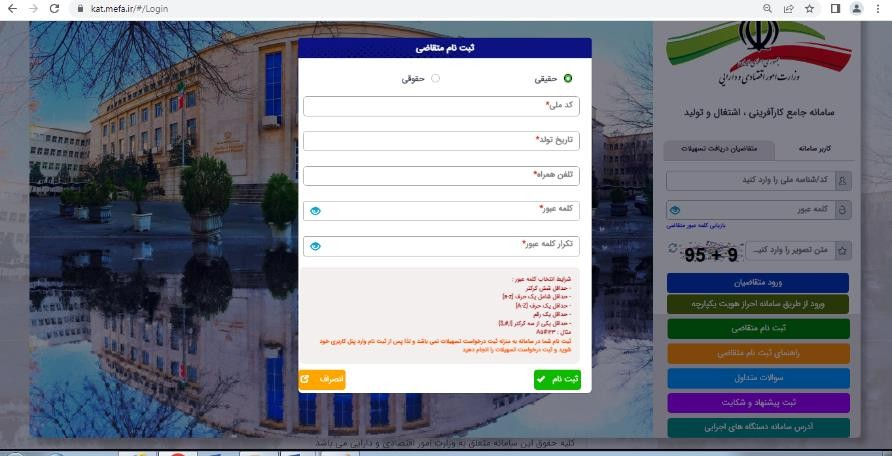 kat.mefa.ir/#/Login
ثبت نام متقاضی
حقیقی
حقوقی
کد ملی*
تاریخ تولد*
تلفن همراه*
کلمه عبور*
تکرار کلمه عبور*
شرایط انتخاب کلمه عبور :
- حداقل شش کرکتر
- حداقل شامل یک حرف [a-z]
- حداقل یک حرف [A-Z]
- حداقل یک رقم
- حداقل یکی از سه کرکتر [!,#,$]
ثبت نام شما در سامانه به منزله ثبت درخواست تسهیلات نمی باشد و لذا پس از ثبت نام وارد پنل کاربری خود
شوید و ثبت درخواست تسهیلات را انجام دهید
ثبت نام
انصراف
جمهوری اسلامی ایران
وزارت امور اقتصادی و دارایی
سامانه جامع کارآفرینی ، اشتغال و تولید
کاربر سامانه
متقاضیان دریافت تسهیلات
کد/شناسه ملی را وارد کنید
کلمه عبور
بازیابی کلمه عبور متقاضی
متن تصویر را وارد کنید...
95 + 9
ورود متقاضیان
ورود از طریق سامانه احراز هویت یکپارچه
ثبت نام متقاضی
راهنمای ثبت نام متقاضی
سوالات متداول
ثبت پیشنهاد و شکایت
آدرس سامانه دستگاه های اجرایی
کلیه حقوق این سامانه متعلق به وزارت امور اقتصادی و دارایی می باشد